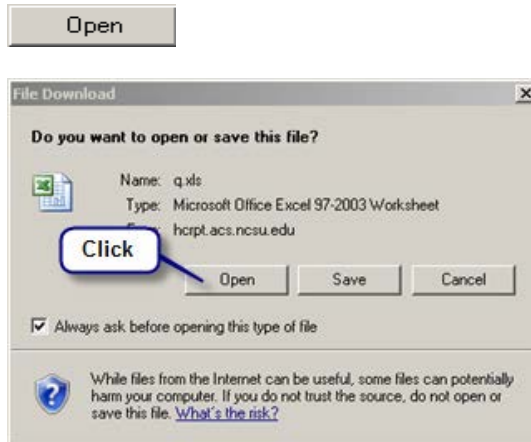 Open
File Download
Do you want to open or save this file?
Name: q.xls
Type: Microsoft Office Excel 97-2003 Worksheet
hcrpt.acs.ncsu.edu
Click
Open Save Cancel
Always ask before opening this type of file
While files from the Internet can be useful, some files can potentially
harm your computer. If you do not trust the source, do not open or
save this file. What's the risk?